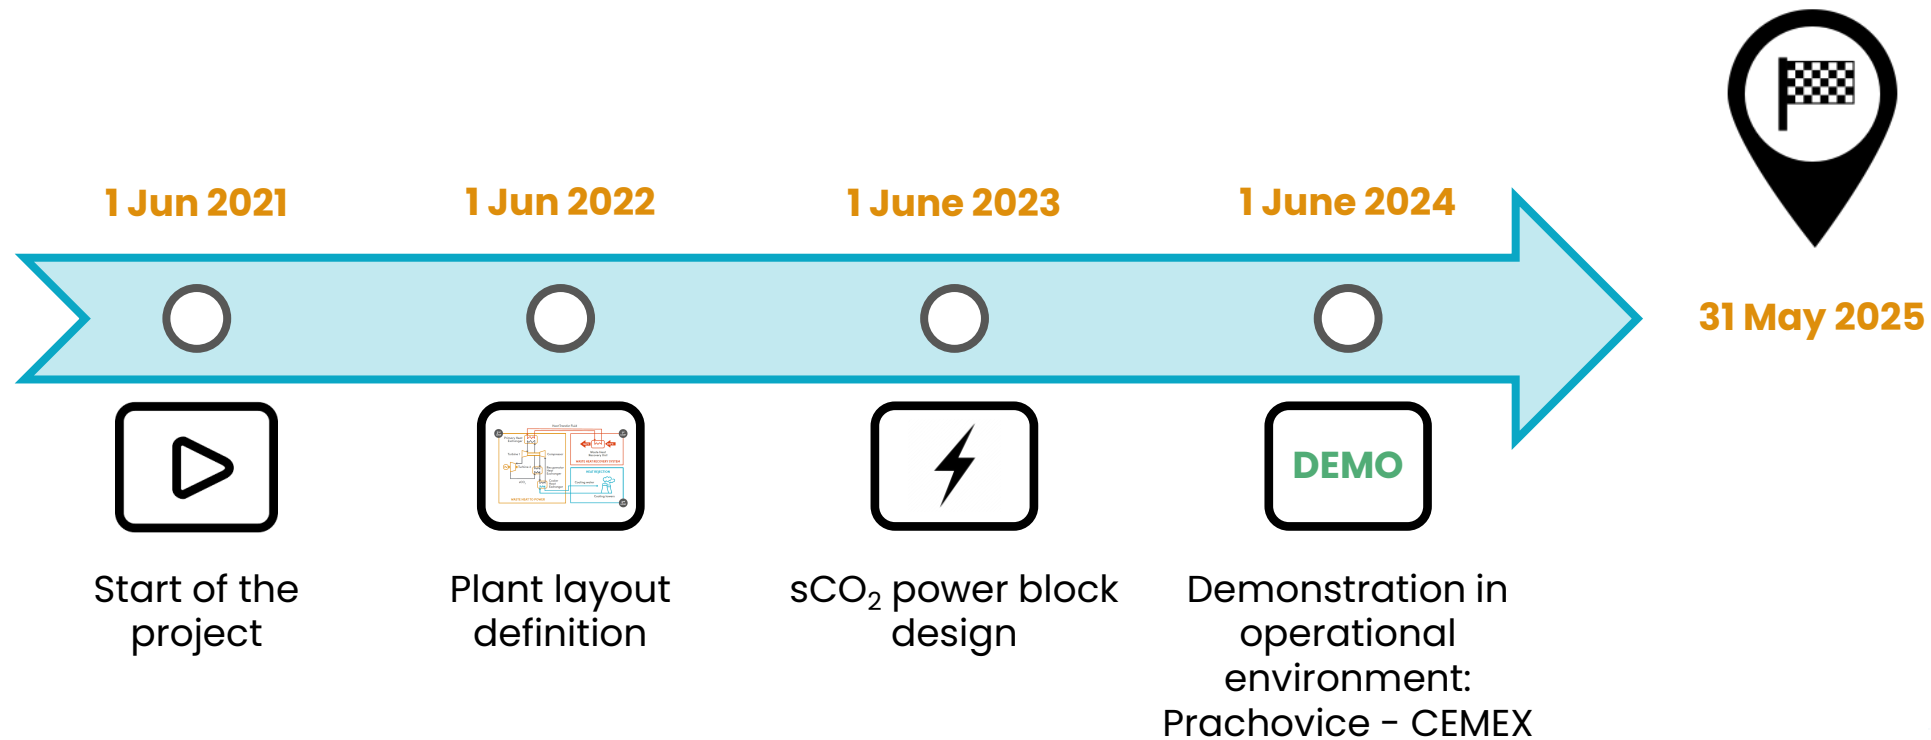 1 Jun 2021
1 Jun 2022
1 June 2023
1 June 2024
31 May 2025
DEMO
Start of the
project
Plant layout
definition
sCO₂ power block
design
Demonstration in
operational
environment:
Prachovice - CEMEX